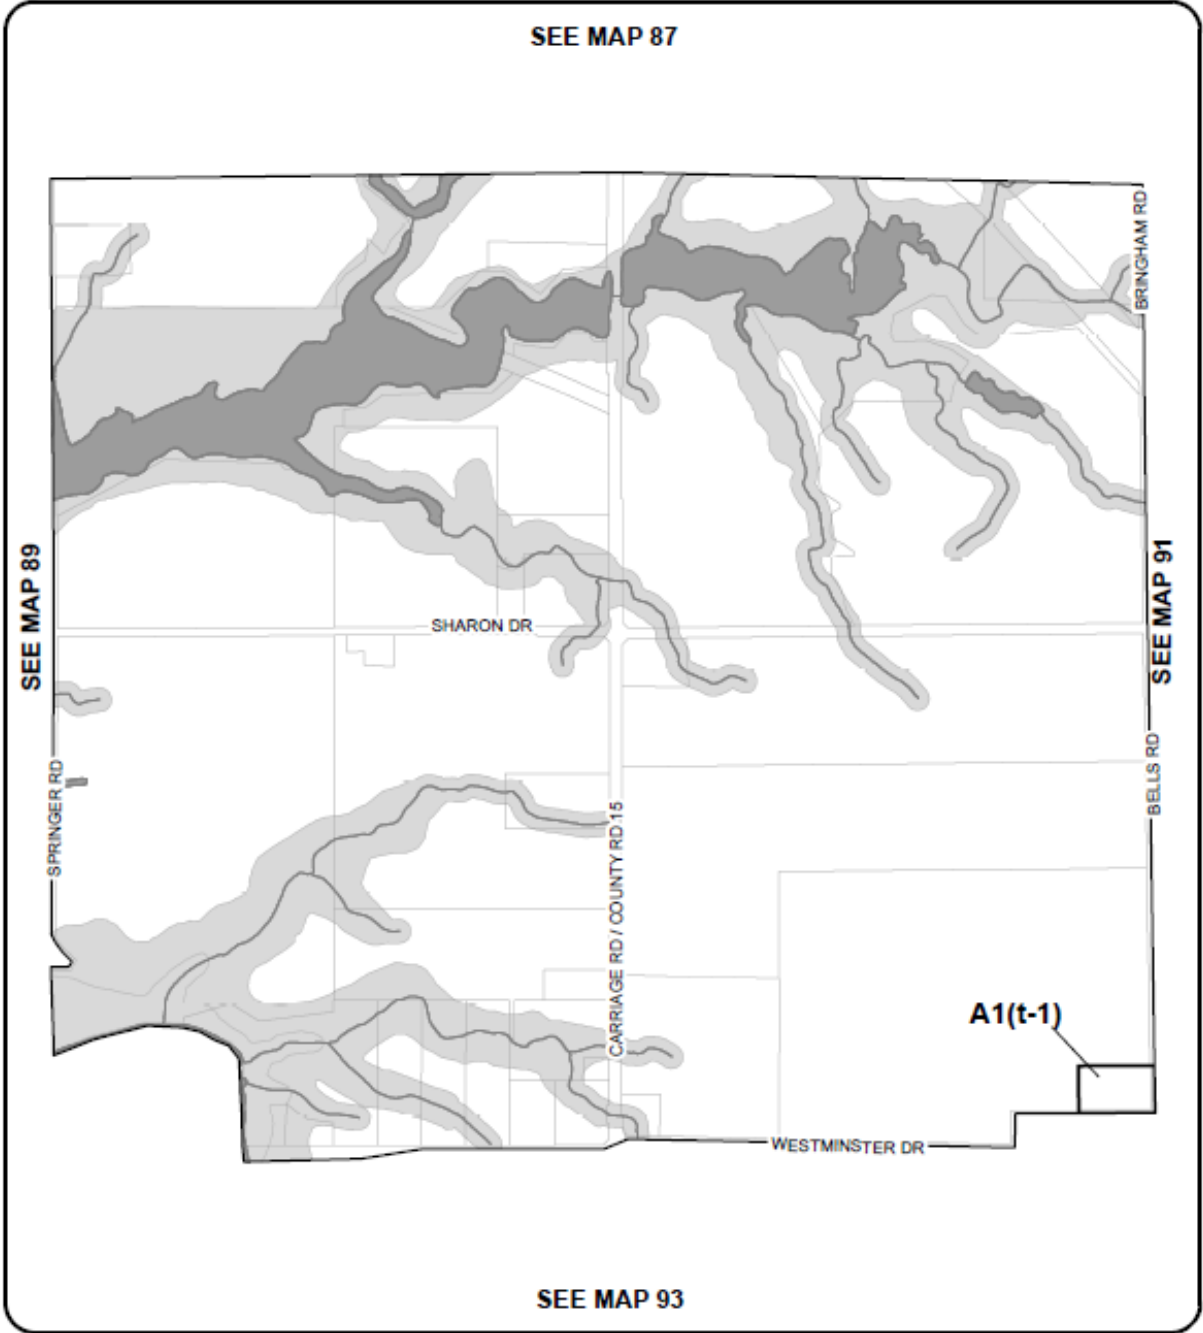 SEE MAP 87
BRINGHAM RD
SEE MAP 89
SHARON DR
SEE MAP 91
SPRINGER RD
BELLS RD
CARRIAGE RD / COUNTY RD 15
A1(t-1)
WESTMINSTER DR
SEE MAP 93